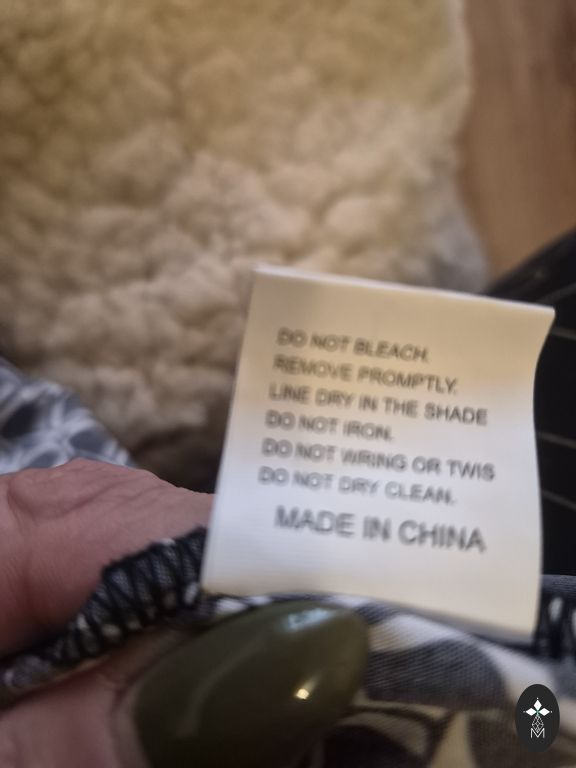 DO NOT BLEACH.
REMOVE PROMPTLY.
LINE DRY IN THE SHADE
DO NOT IRON.
DO NOT WRING OR TWIS
DO NOT DRY CLEAN.
MADE IN CHINA
M